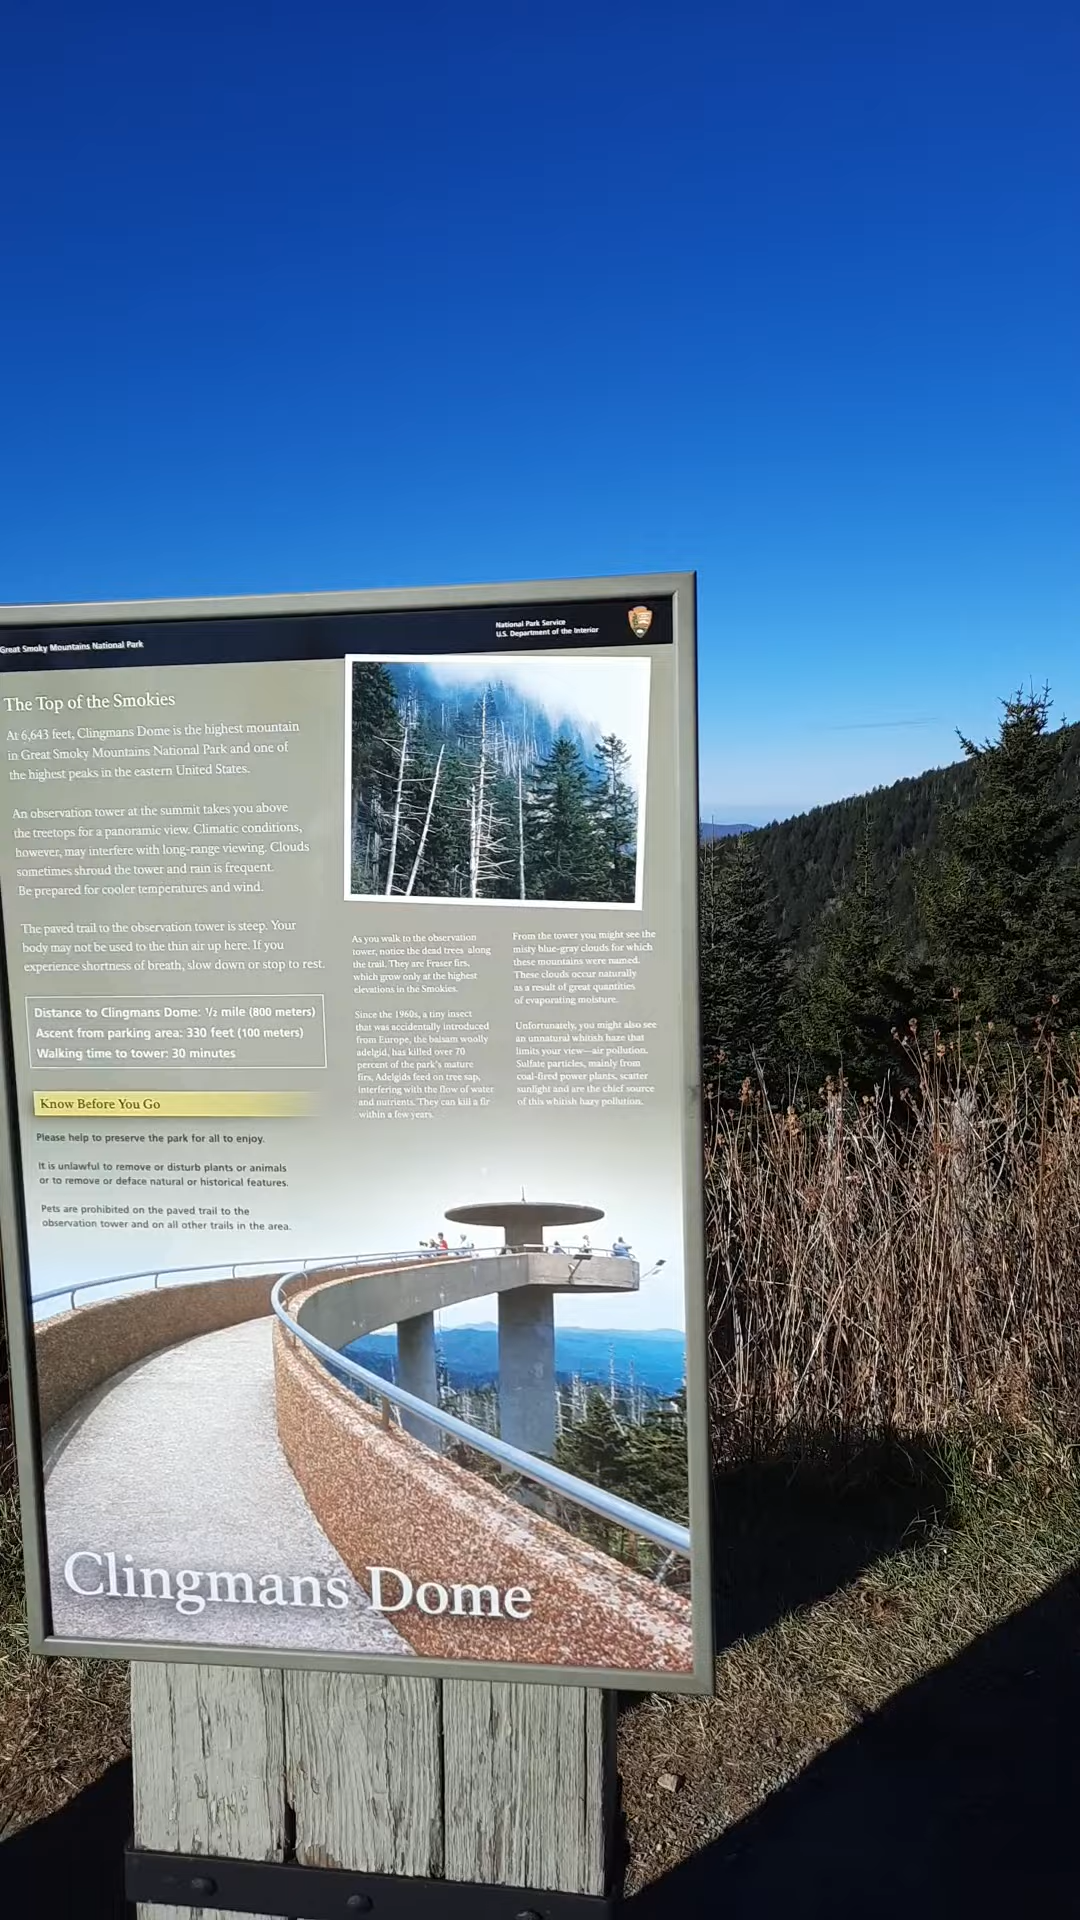 Great Smoky Mountains National Park
National Park Service
U.S. Department of the Interior
The Top of the Smokies
At 6,643 feet, Clingmans Dome is the highest mountain
in Great Smoky Mountains National Park and one of
the highest peaks in the eastern United States.
An observation tower at the summit takes you above
the treetops for a panoramic view. Climatic conditions,
however, may interfere with long-range viewing. Clouds
sometimes shroud the tower and rain is frequent.
Be prepared for cooler temperatures and wind.
The paved trail to the observation tower is steep. Your
body may not be used to the thin air up here. If you
experience shortness of breath, slow down or stop to rest.
Distance to Clingmans Dome: 1/2 mile (800 meters)
Ascent from parking area: 330 feet (100 meters)
Walking time to tower: 30 minutes
Know Before You Go
Please help to preserve the park for all to enjoy.
It is unlawful to remove or disturb plants or animals
or to remove or deface natural or historical features.
Pets are prohibited on the paved trail to the
observation tower and on all other trails in the area.
As you walk to the observation
tower, notice the dead trees along
the trail. They are Fraser firs,
which grow only at the highest
elevations in the Smokies.
Since the 1960s, a tiny insect
that was accidentally introduced
from Europe, the balsam woolly
adelgid, has killed over 70
percent of the park's mature
firs. Adelgids feed on tree sap,
interfering with the flow of water
and nutrients. They can kill a fir
within a few years.
From the tower you might see the
misty blue-gray clouds for which
these mountains were named.
These clouds occur naturally
as a result of great quantities
of evaporating moisture.
Unfortunately, you might also see
an unnatural whitish haze that
limits your view—air pollution.
Sulfate particles, mainly from
coal-fired power plants, scatter
sunlight and are the chief source
of this whitish hazy pollution.
Clingmans Dome